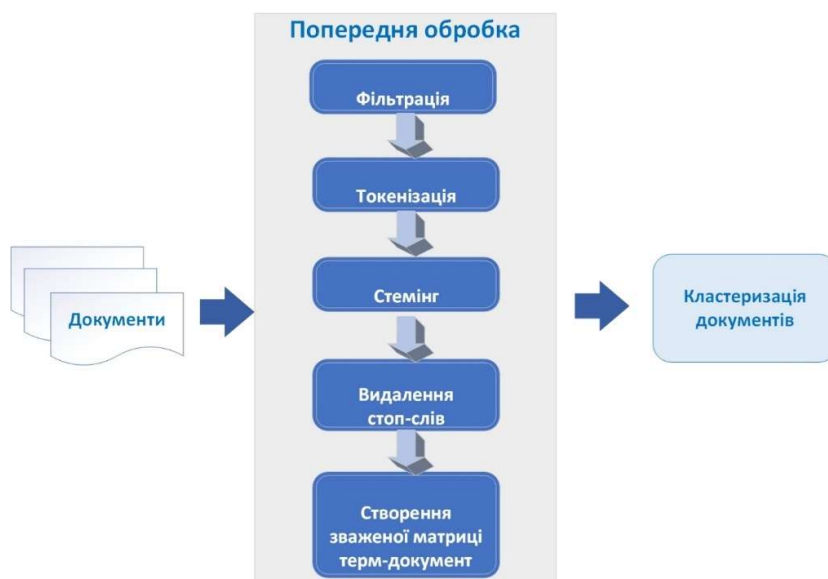 Попередня обробка
Фільтрація
Токенізація
Стемінг
Видалення
стоп-слів
Створення
зваженої матриці
терм-документ
Документи
Кластеризація
документів